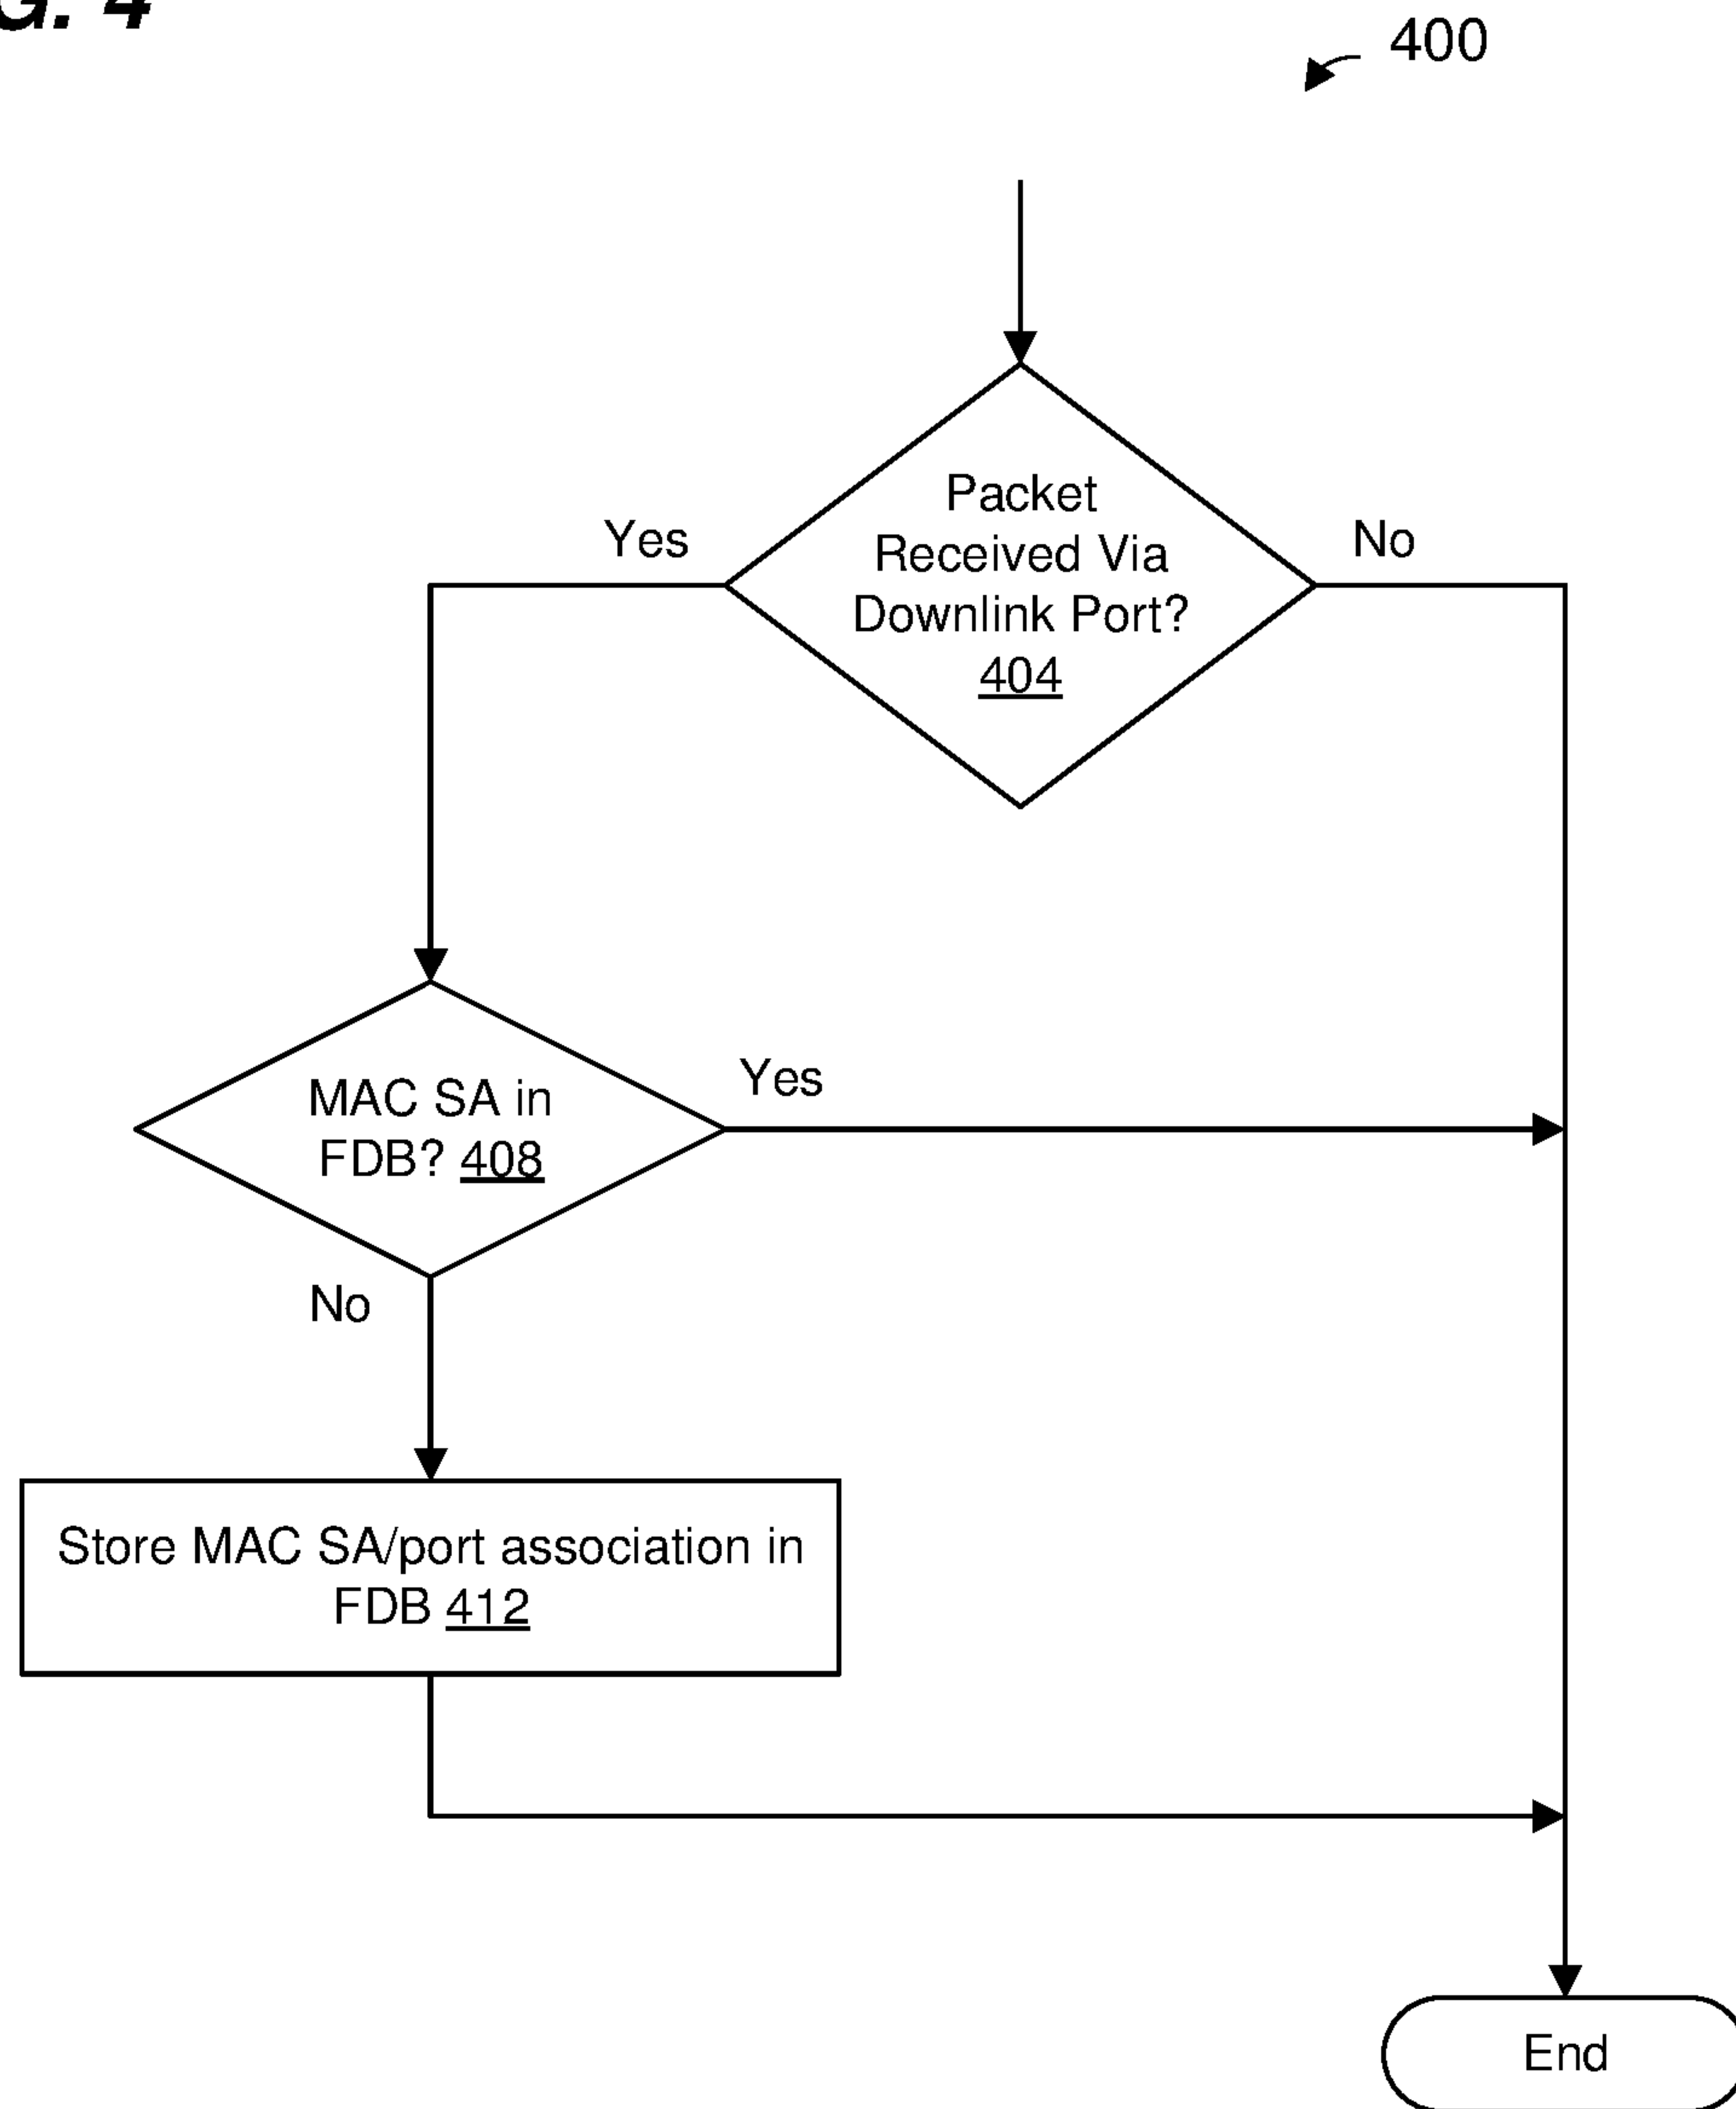 G. 4
400
Packet
Received Via
Downlink Port?
404
Yes
No
MAC SA in
FDB? 408
Yes
No
Store MAC SA/port association in
FDB 412
End